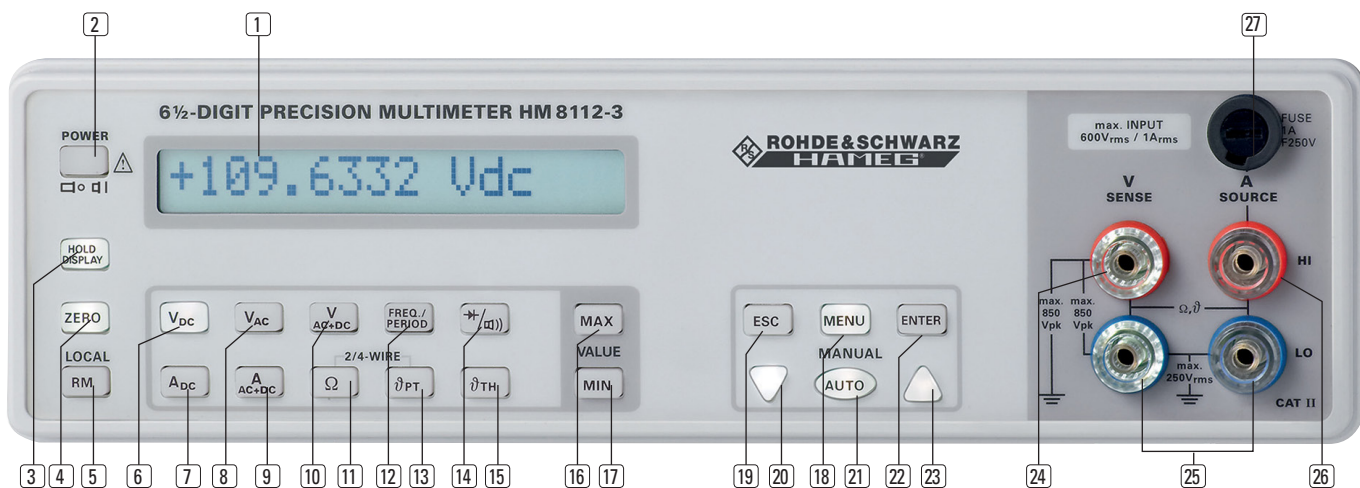 2
1
27
6½-DIGIT PRECISION MULTIMETER HM 8112-3
POWER
+109.6332 Vdc
R S
ROHDE&SCHWARZ
HAMEG®
max. INPUT
600Vrms / 1Arms
FUSE
1A
F250V
V
SENSE
A
SOURCE
HOLD
DISPLAY
ZERO
LOCAL
RM
VDC
VAC
V
AC+DC
FREQ./
PERIOD
2/4-WIRE
ADC
A
AC+DC
Ω
ϑPT
ϑTH
MAX
VALUE
MIN
ESC
MENU
ENTER
MANUAL
AUTO
HI
max.
850
Vpk
max.
850
Vpk
Ω,ϑ
LO
max.
250Vrms
CAT II
3
4
5
6
7
8
9
10
11
12
13
14
15
16
17
19
20
18
21
22
23
24
25
26